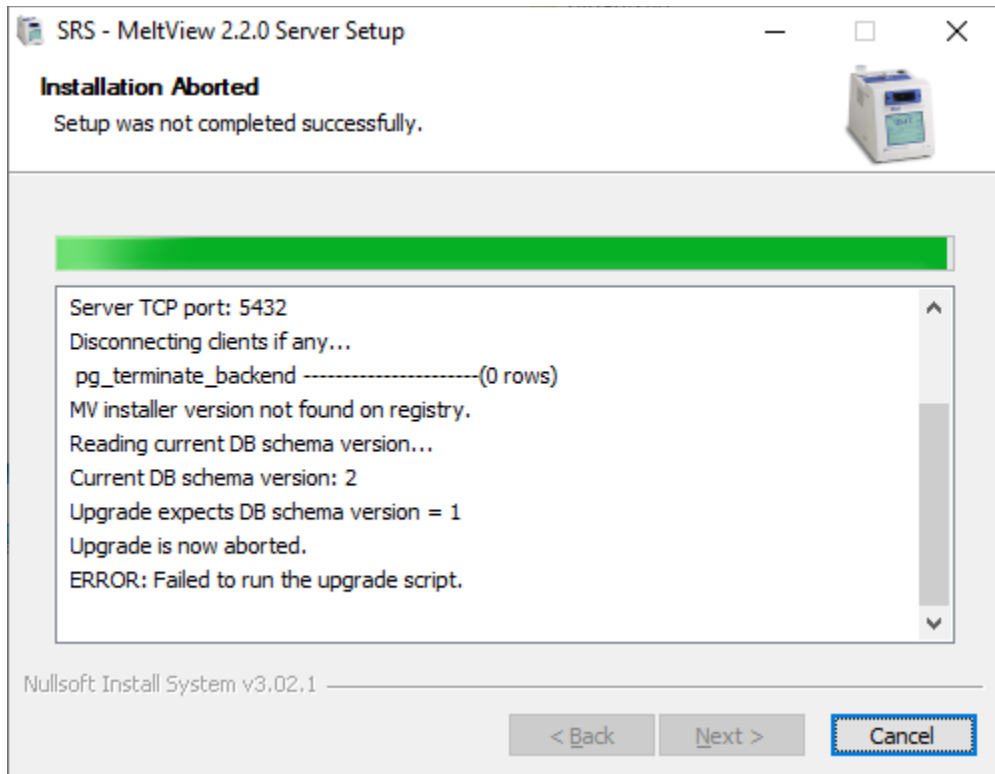 SRS - MeltView 2.2.0 Server Setup
Installation Aborted
Setup was not completed successfully.
Server TCP port: 5432
Disconnecting clients if any...
pg_terminate_backend -----------------------(0 rows)
MV installer version not found on registry.
Reading current DB schema version...
Current DB schema version: 2
Upgrade expects DB schema version = 1
Upgrade is now aborted.
ERROR: Failed to run the upgrade script.
Nullsoft Install System v3.02.1
< Back Next > Cancel